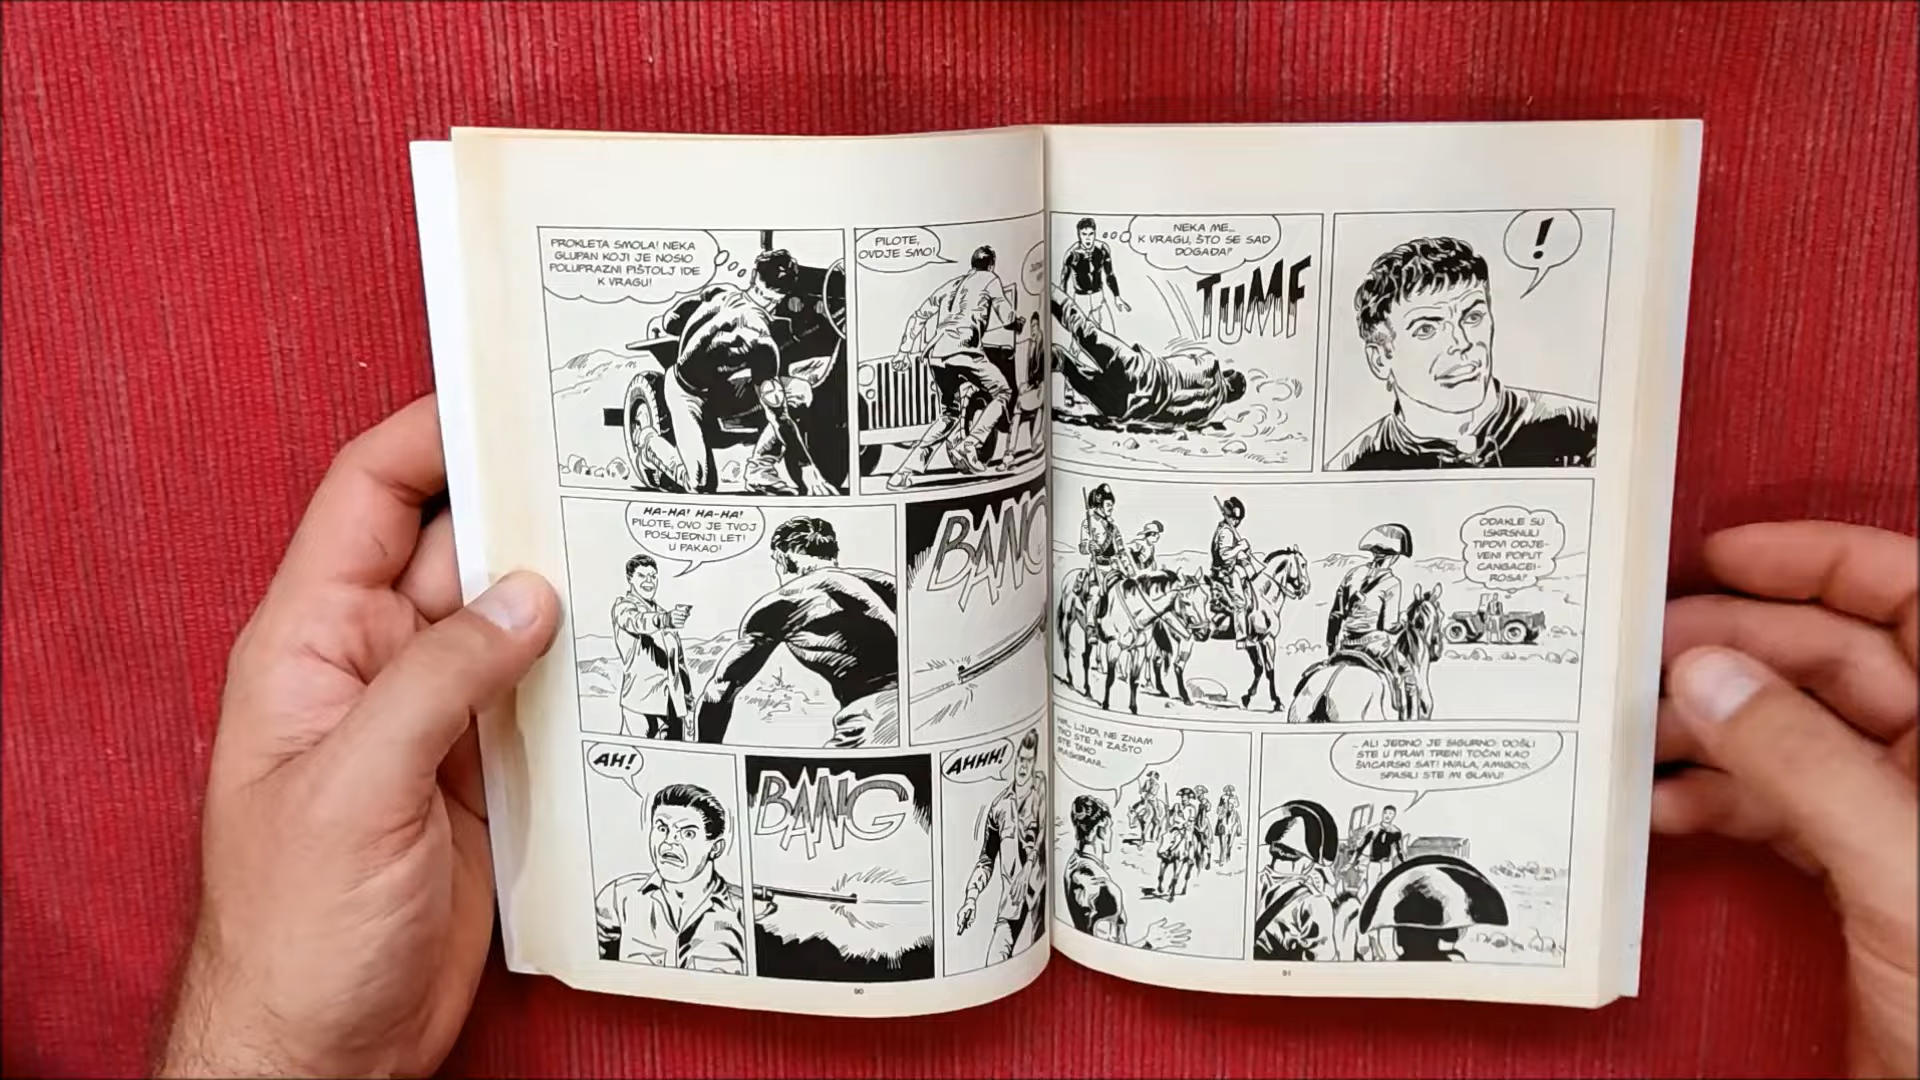 PROKLETA SMOLA! NEKA
GLUPAN KOJI JE NOSIO
POLUPRAZNI PIŠTOLJ IDE
K VRAGU!
PILOTE,
OVDJE SMO!
HA-HA! HA-HA!
PILOTE, OVO JE TVOJ
POSLJEDNJI LET!
U PAKAO!
BANG
AH!
BANG
AHHH!
90
NEKA ME...
K VRAGU, ŠTO SE SAD
DOGAĐA?
TUMF
!
ODAKLE SU
ISKRSNULI
TIPOVI ODJE-
VENI POPUT
CANGACEI-
ROSA?
LJUDI, NE ZNAM
TKO STE NI ZAŠTO
STE TAKO
MASKIRANI...
...ALI JEDNO JE SIGURNO: DOŠLI
STE U PRAVI TREN! TOČNI KAO
ŠVICARSKI SAT! HVALA, AMIGOS,
SPASILI STE MI GLAVU!
91